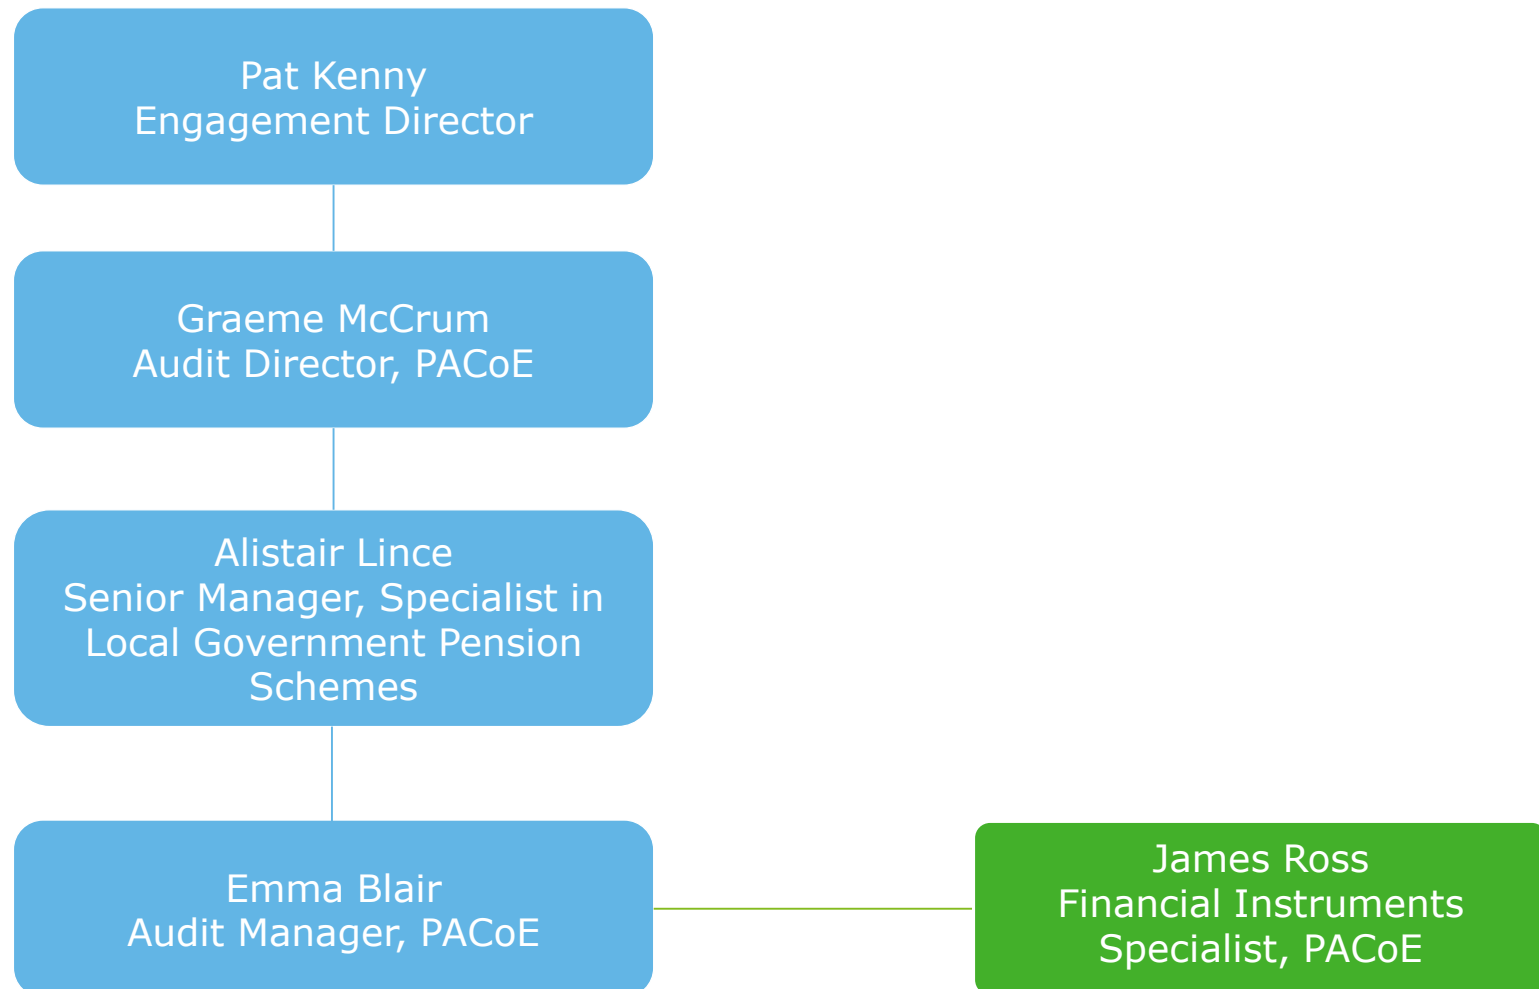 Pat Kenny
Engagement Director
Graeme McCrum
Audit Director, PACoE
Alistair Lince
Senior Manager, Specialist in
Local Government Pension
Schemes
Emma Blair
Audit Manager, PACoE
James Ross
Financial Instruments
Specialist, PACoE